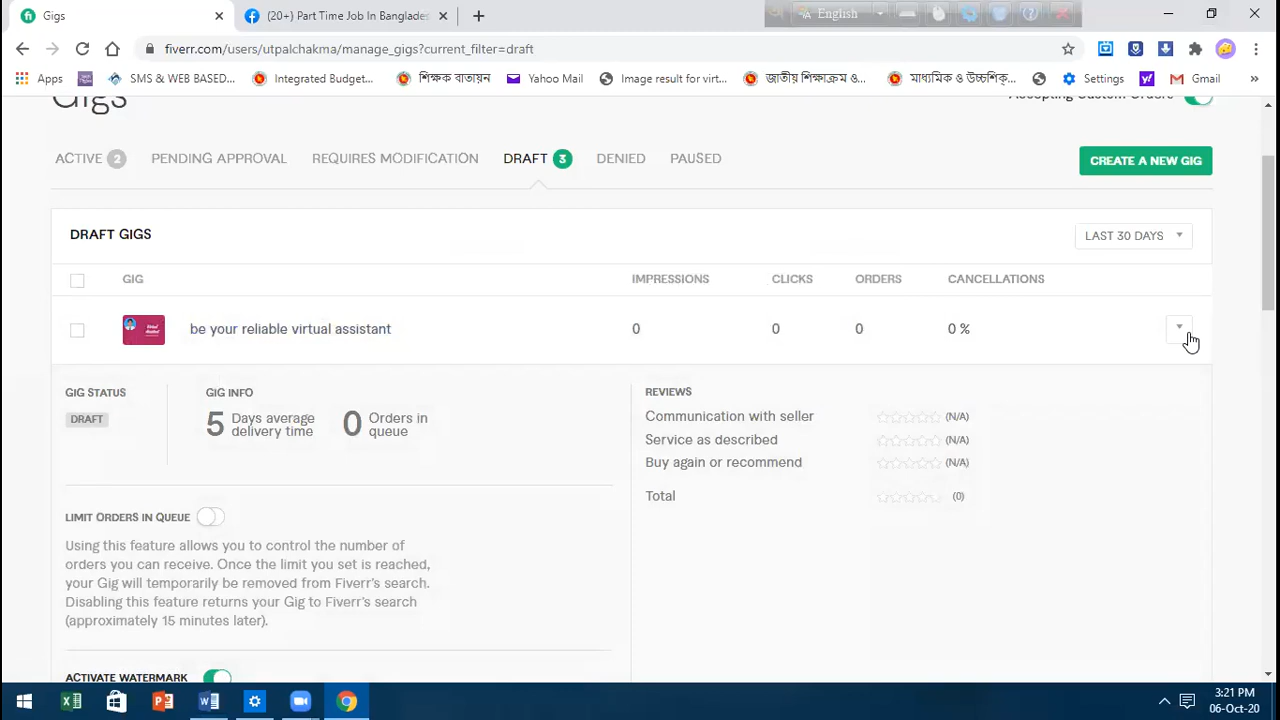 Gigs
(20+) Part Time Job In Banglades
English
fiverr.com/users/utpalchakma/manage_gigs?current_filter=draft
Apps
SMS & WEB BASED...
Integrated Budget...
শিক্ষক বাতায়ন
Yahoo Mail
Image result for virt...
জাতীয় শিক্ষাক্রম ও...
মাধ্যমিক ও উচ্চশিক্...
Settings
Gmail
Gigs
Accepting Custom Orders
ACTIVE 2
PENDING APPROVAL
REQUIRES MODIFICATION
DRAFT 3
DENIED
PAUSED
CREATE A NEW GIG
DRAFT GIGS
LAST 30 DAYS
GIG IMPRESSIONS CLICKS ORDERS CANCELLATIONS
be your reliable virtual assistant 0 0 0 0 %
GIG STATUS
DRAFT
GIG INFO
5 Days average
delivery time
0 Orders in
queue
REVIEWS
Communication with seller (N/A)
Service as described (N/A)
Buy again or recommend (N/A)
Total (0)
LIMIT ORDERS IN QUEUE
Using this feature allows you to control the number of
orders you can receive. Once the limit you set is reached,
your Gig will temporarily be removed from Fiverr's search.
Disabling this feature returns your Gig to Fiverr's search
(approximately 15 minutes later).
ACTIVATE WATERMARK
3:21 PM
06-Oct-20